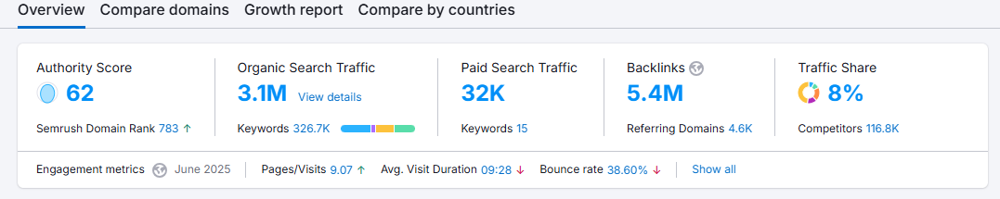 Overview Compare domains Growth report Compare by countries
Authority Score Organic Search Traffic Paid Search Traffic Backlinks Traffic Share
62 3.1M View details 32K 5.4M 8%
Semrush Domain Rank 783 ↑ Keywords 326.7K Keywords 15 Referring Domains 4.6K Competitors 116.8K
Engagement metrics June 2025 Pages/Visits 9.07 ↑ Avg. Visit Duration 09:28 ↓ Bounce rate 38.60% ↓ Show all